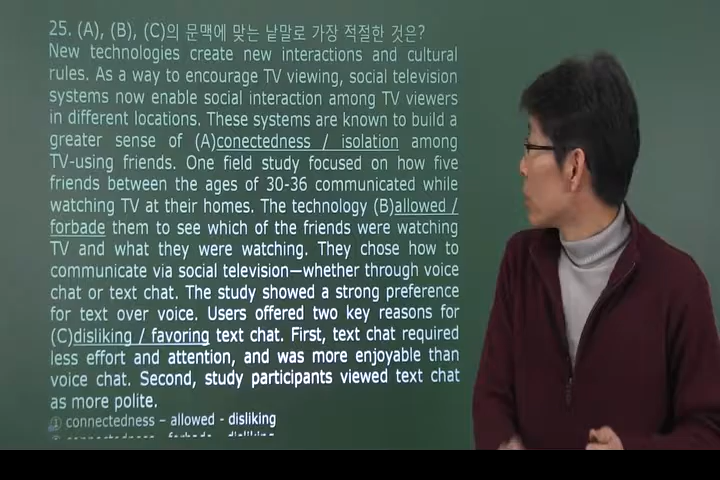 25. (A), (B), (C)의 문맥에 맞는 낱말로 가장 적절한 것은?
New technologies create new interactions and cultural
rules. As a way to encourage TV viewing, social television
systems now enable social interaction among TV viewers
in different locations. These systems are known to build a
greater sense of (A)conectedness / isolation among
TV-using friends. One field study focused on how five
friends between the ages of 30-36 communicated while
watching TV at their homes. The technology (B)allowed /
forbade them to see which of the friends were watching
TV and what they were watching. They chose how to
communicate via social television—whether through voice
chat or text chat. The study showed a strong preference
for text over voice. Users offered two key reasons for
(C)disliking / favoring text chat. First, text chat required
less effort and attention, and was more enjoyable than
voice chat. Second, study participants viewed text chat
as more polite.
① connectedness – allowed - disliking